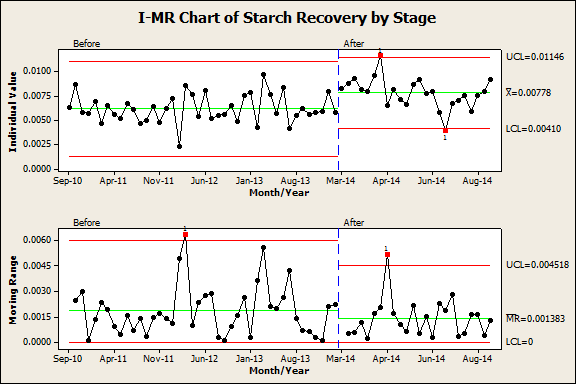 I-MR Chart of Starch Recovery by Stage
Before After
Individual Value
0.0100
0.0075
0.0050
0.0025
0.0000
1
1
UCL=0.01146
X̅=0.00778
LCL=0.00410
Sep-10 Apr-11 Nov-11 Jun-12 Jan-13 Aug-13 Mar-14 Apr-14 Jun-14 Aug-14
Month/Year
Before After
Moving Range
0.0060
0.0045
0.0030
0.0015
0.0000
1
1
UCL=0.004518
M̅R̅=0.001383
LCL=0
Sep-10 Apr-11 Nov-11 Jun-12 Jan-13 Aug-13 Mar-14 Apr-14 Jun-14 Aug-14
Month/Year